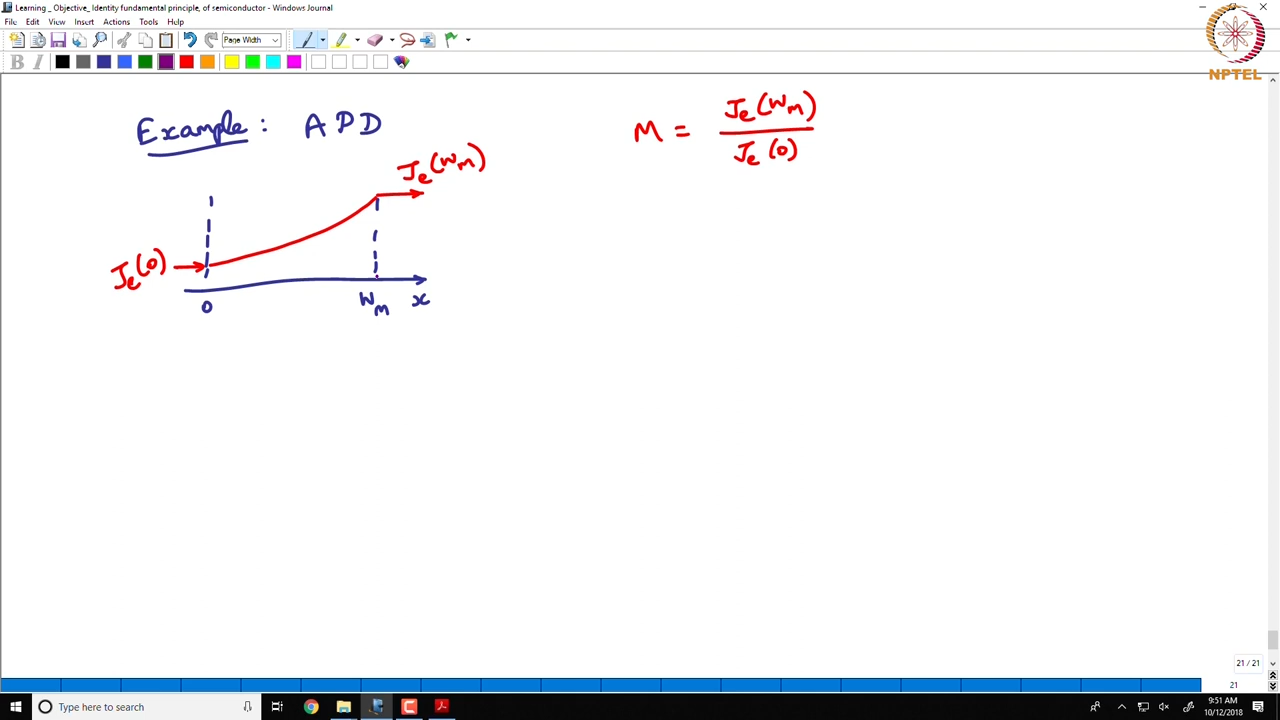 Learning _ Objective_ Identity fundamental principle, of semiconductor - Windows Journal
File Edit View Insert Actions Tools Help
Page Width
B I
NPTEL
Example: APD
M = Je(Wm) / Je(0)
Je(Wm)
Je(0)
0 Wm x
21 / 21
21
Type here to search
9:51 AM
10/12/2018